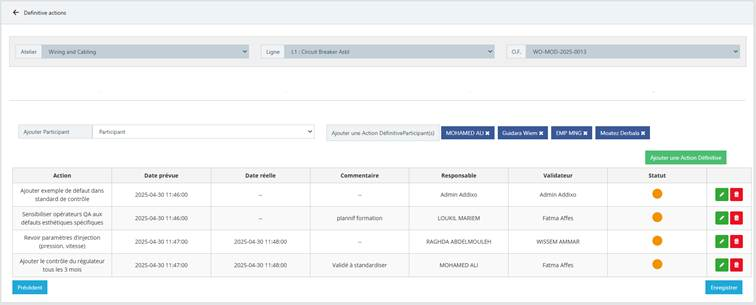 Definitive actions
Atelier Wining and Cabling Ligne L1 : Circuit Breaker Asbl O.F. WO-MOD-2025-0013
Ajouter Participant Participant Ajouter une Action DéfinitiveParticipant(s) MOHAMED ALI ✖ Guidara Wiem ✖ EMP MNG ✖ Moatez Derbala ✖
Ajouter une Action Définitive
Action Date prévue Date réelle Commentaire Responsable Validateur Statut
Ajouter exemple de défaut dans
standard de contrôle
2025-04-30 11:46:00 -- -- Admin Addixo Admin Addixo
Sensibiliser opérateurs QA aux
défauts esthétiques spécifiques
2025-04-30 11:46:00 -- plannif formation LOUKIL MARIEM Fatma Affes
Revoir paramètres d'injection
(pression, vitesse)
2025-04-30 11:47:00 2025-04-30 11:48:00 -- RAGHDA ABDELMOULEH WISSEM AMMAR
Ajouter le contrôle du régulateur
tous les 3 mois
2025-04-30 11:47:00 2025-04-30 11:48:00 Validé à standardiser MOHAMED ALI Fatma Affes
Précédent Enregistrer